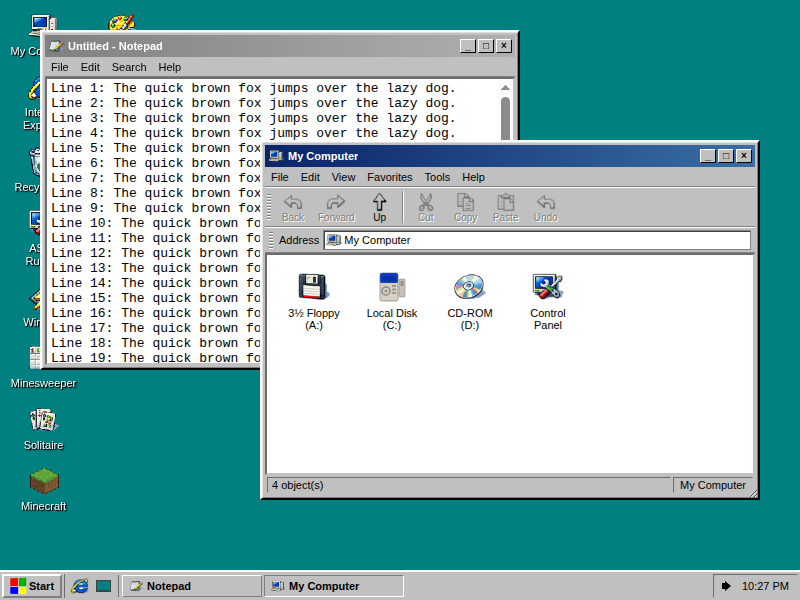 My Co
Inte
Exp
Recy
AS
Ru
Win
Minesweeper
Solitaire
Minecraft
Untitled - Notepad
File Edit Search Help
Line 1: The quick brown fox jumps over the lazy dog.
Line 2: The quick brown fox jumps over the lazy dog.
Line 3: The quick brown fox jumps over the lazy dog.
Line 4: The quick brown fox jumps over the lazy dog.
Line 5: The quick brown fox
Line 6: The quick brown fox
Line 7: The quick brown fox
Line 8: The quick brown fox
Line 9: The quick brown fox
Line 10: The quick brown fo
Line 11: The quick brown fo
Line 12: The quick brown fo
Line 13: The quick brown fo
Line 14: The quick brown fo
Line 15: The quick brown fo
Line 16: The quick brown fo
Line 17: The quick brown fo
Line 18: The quick brown fo
Line 19: The quick brown fo
My Computer
File Edit View Favorites Tools Help
Back Forward Up Cut Copy Paste Undo
Address My Computer
3½ Floppy
(A:)
Local Disk
(C:)
CD-ROM
(D:)
Control
Panel
4 object(s) My Computer
Start Notepad My Computer 10:27 PM